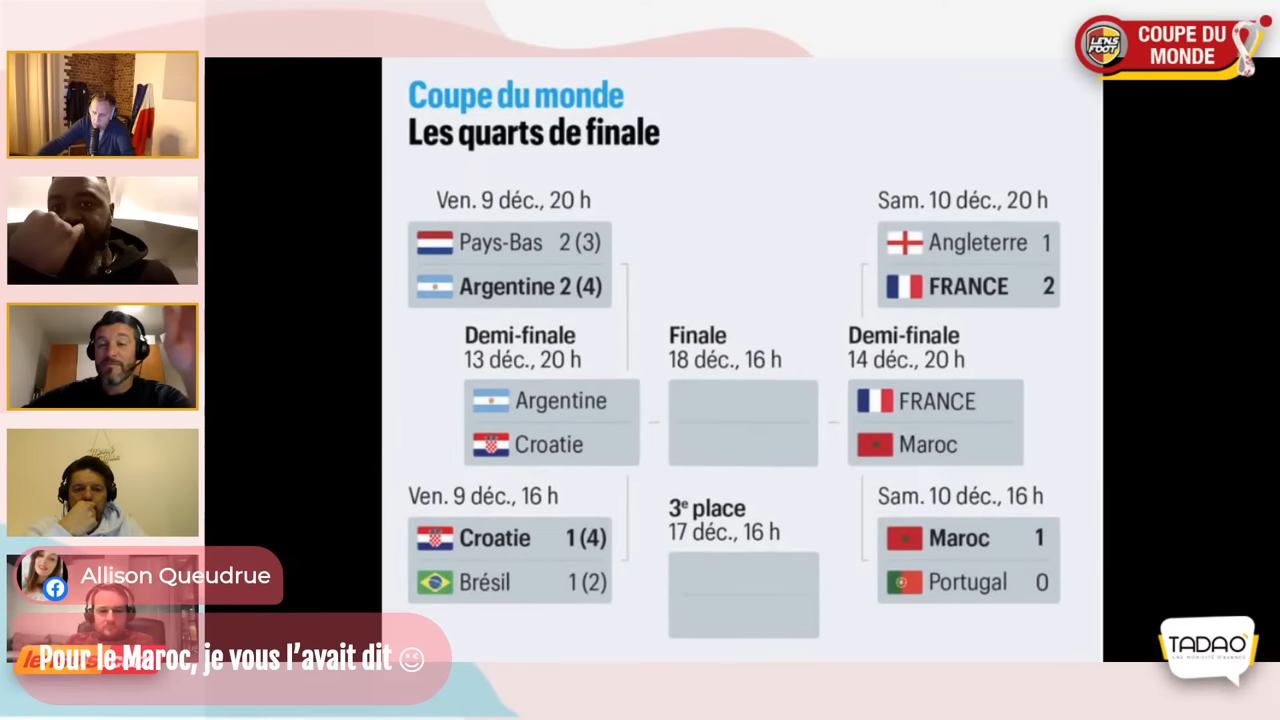 LENS
FOOT
COUPE DU
MONDE
Coupe du monde
Les quarts de finale
Ven. 9 déc., 20 h
Pays-Bas 2 (3)
Argentine 2 (4)
Sam. 10 déc., 20 h
Angleterre 1
FRANCE 2
Demi-finale
13 déc., 20 h
Argentine
Croatie
Finale
18 déc., 16 h
Demi-finale
14 déc., 20 h
FRANCE
Maroc
Ven. 9 déc., 16 h
Croatie 1 (4)
Brésil 1 (2)
3e place
17 déc., 16 h
Sam. 10 déc., 16 h
Maroc 1
Portugal 0
Allison Queudrue
Pour le Maroc, je vous l’avait dit 😉
TADAO